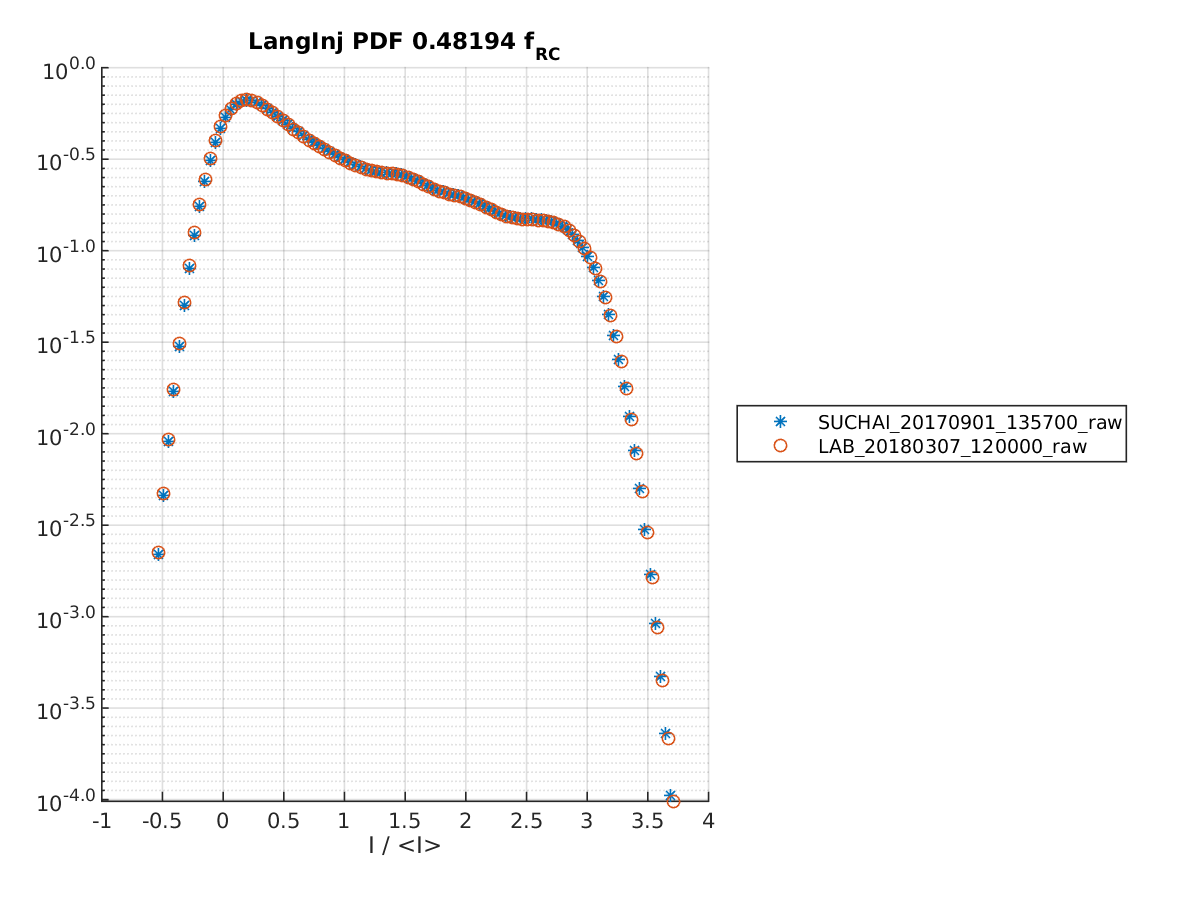 LangInj PDF 0.48194 f_RC
10^0.0
10^-0.5
10^-1.0
10^-1.5
10^-2.0
10^-2.5
10^-3.0
10^-3.5
10^-4.0
-1 -0.5 0 0.5 1 1.5 2 2.5 3 3.5 4
I / <I>
SUCHAI_20170901_135700_raw
LAB_20180307_120000_raw